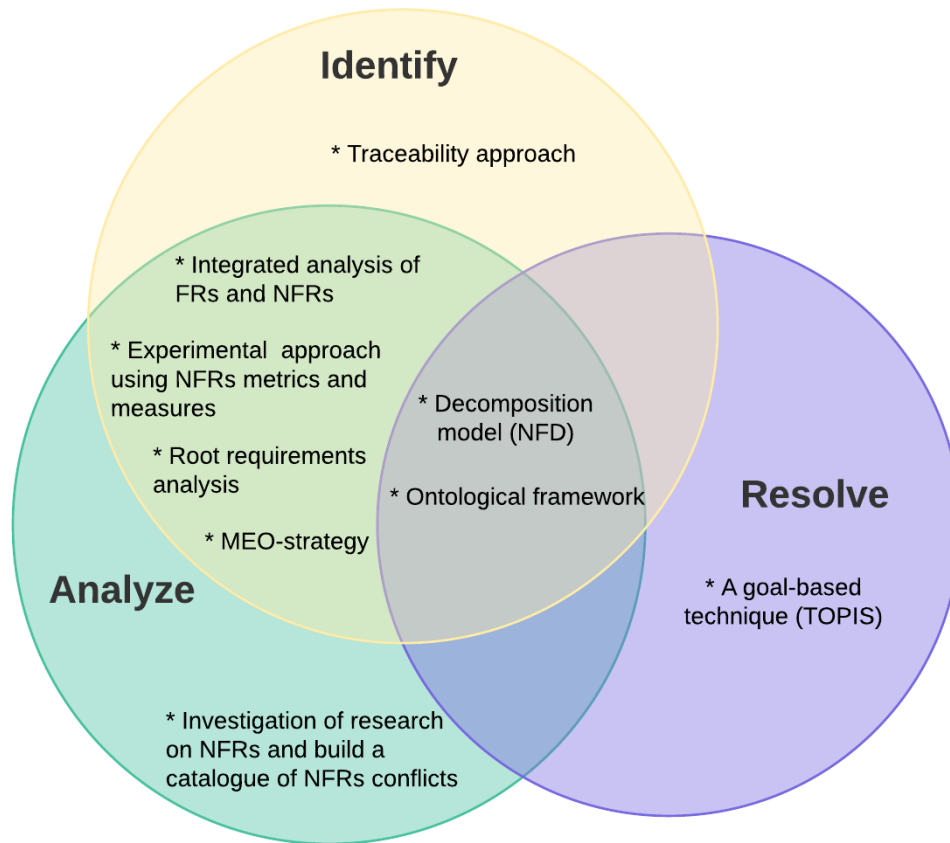 Identify
* Traceability approach
* Integrated analysis of
FRs and NFRs
* Experimental approach
using NFRs metrics and
measures
* Root requirements
analysis
* MEO-strategy
* Decomposition
model (NFD)
* Ontological framework
Resolve
* A goal-based
technique (TOPIS)
Analyze
* Investigation of research
on NFRs and build a
catalogue of NFRs conflicts